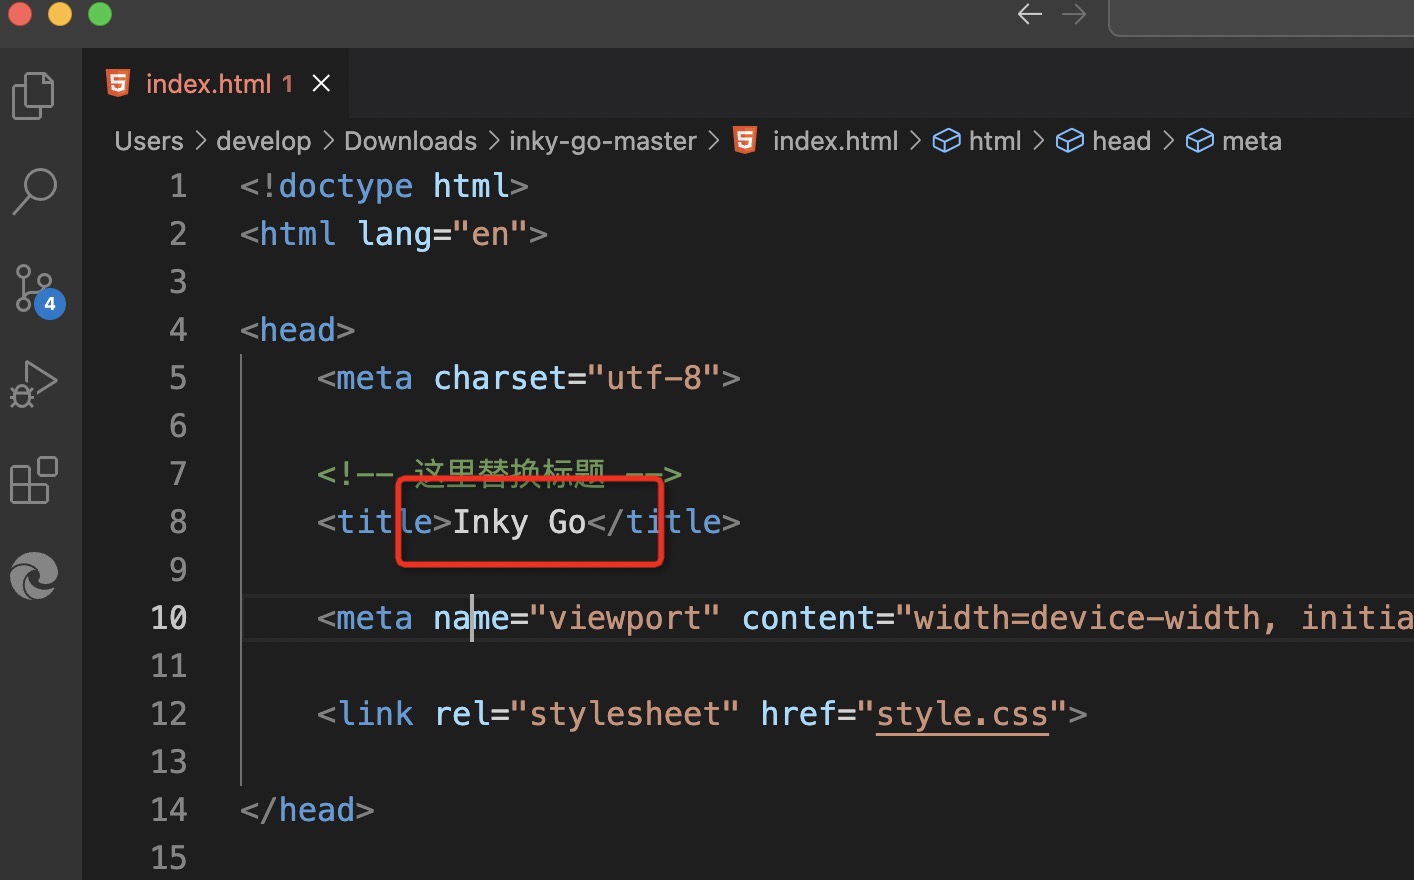 index.html 1
Users > develop > Downloads > inky-go-master > index.html > html > head > meta
1 <!doctype html>
2 <html lang="en">
3
4 <head>
5 <meta charset="utf-8">
6
7 <!-- 这里替换标题 -->
8 <title>Inky Go</title>
9
10 <meta name="viewport" content="width=device-width, initia
11
12 <link rel="stylesheet" href="style.css">
13
14 </head>
15
4